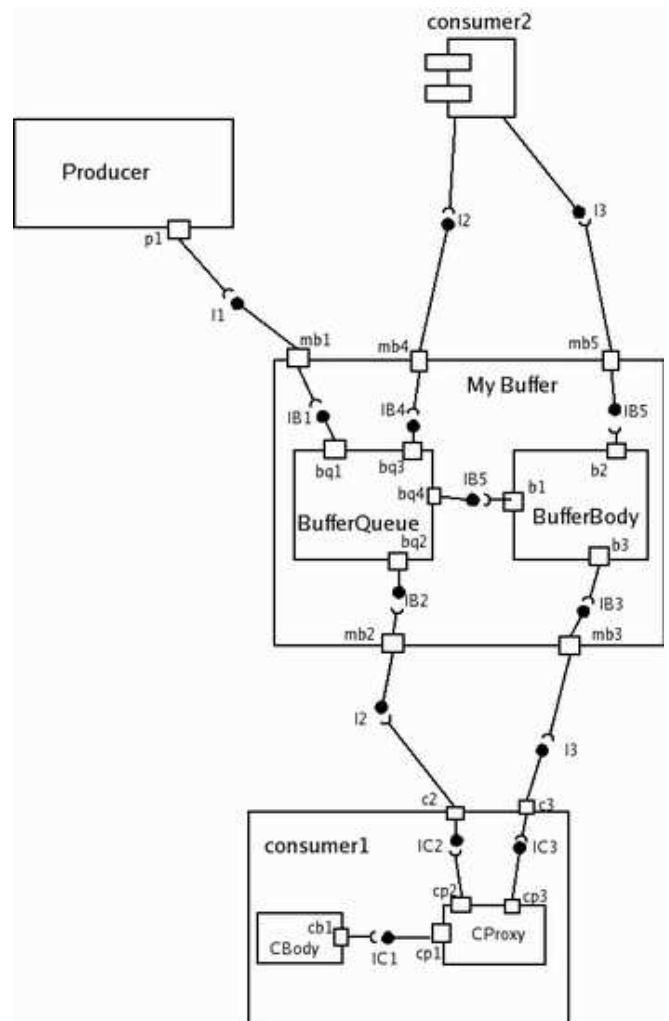 consumer2
Producer
p1
I2
I3
I1
mb1
mb4
mb5
My Buffer
IB1
IB4
IB5
bq1
bq3
b2
bq4
IB5
b1
BufferQueue
BufferBody
bq2
b3
IB2
IB3
mb2
mb3
I2
I3
c2
c3
consumer1
IC2
IC3
cp2
cp3
cb1
CBody
IC1
cp1
CProxy